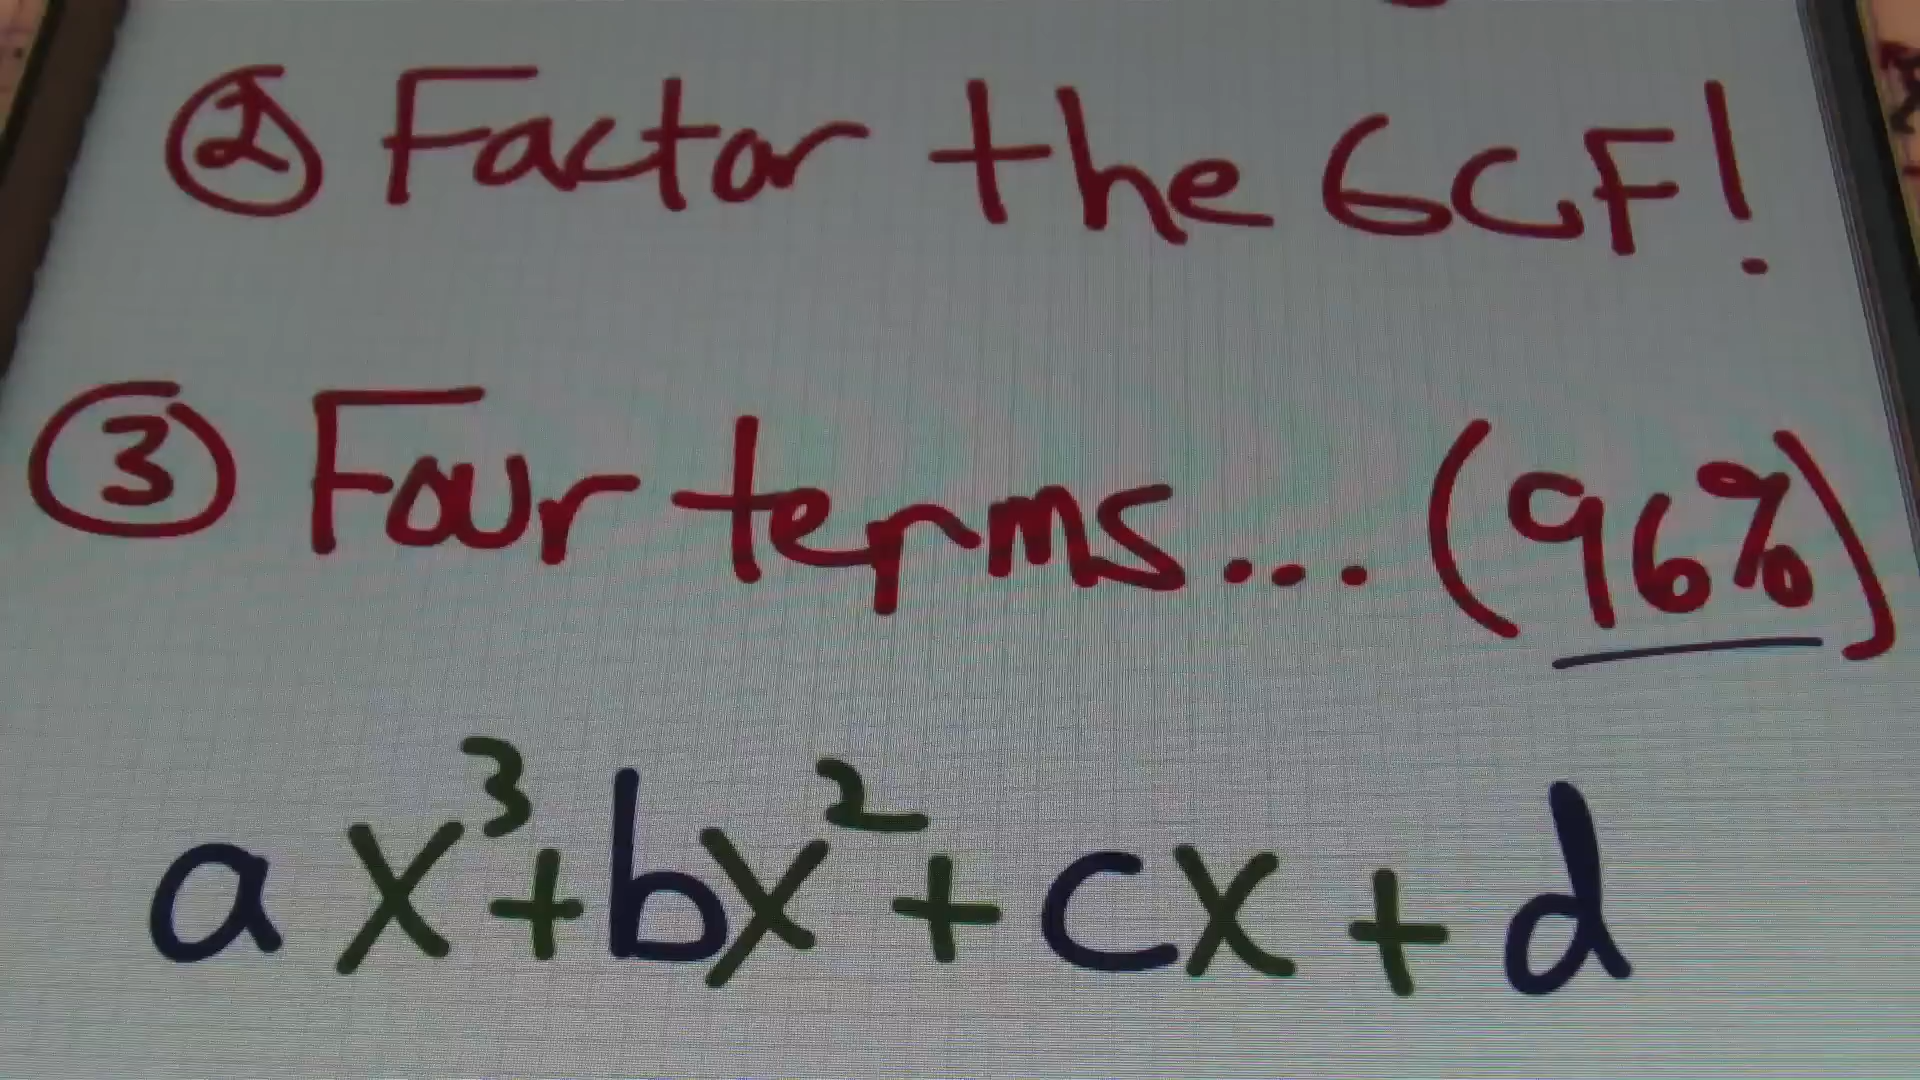 ② Factor the GCF!
③ Four terms... (96%)
ax³+bx²+cx+d